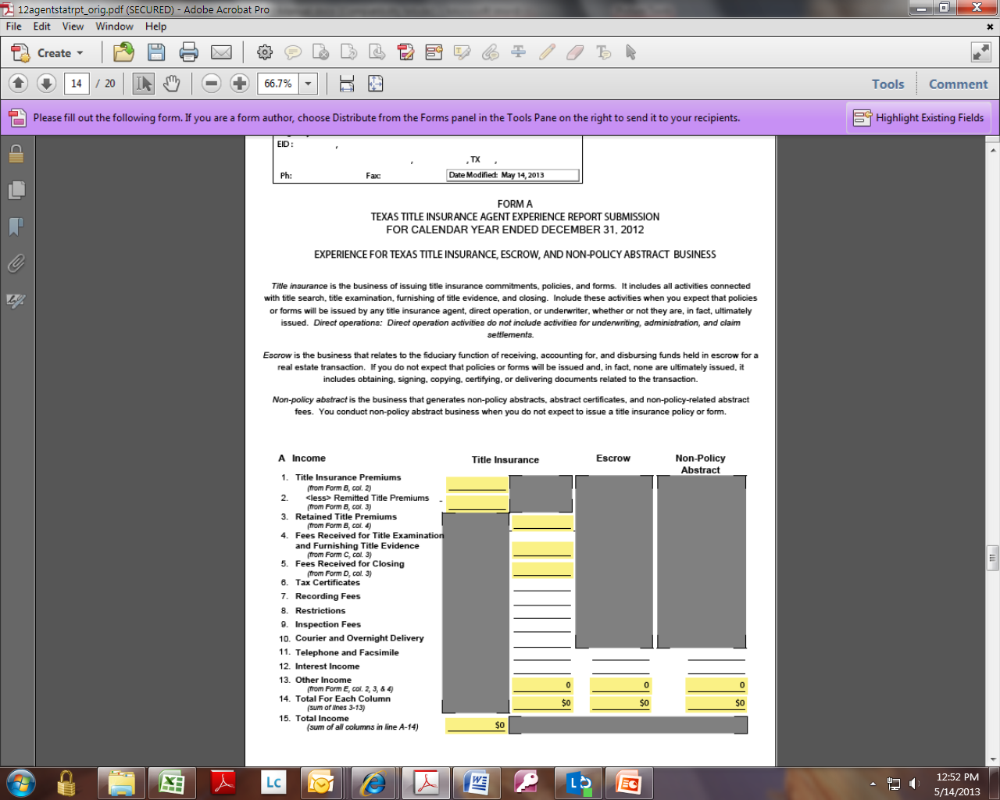 12agentstatrpt_orig.pdf (SECURED) - Adobe Acrobat Pro
File Edit View Window Help
Create
14 / 20 66.7% Tools Comment
Please fill out the following form. If you are a form author, choose Distribute from the Forms panel in the Tools Pane on the right to send it to your recipients. Highlight Existing Fields
EID : ,
, , TX ,
Ph: Fax: Date Modified: May 14, 2013
FORM A
TEXAS TITLE INSURANCE AGENT EXPERIENCE REPORT SUBMISSION
FOR CALENDAR YEAR ENDED DECEMBER 31, 2012
EXPERIENCE FOR TEXAS TITLE INSURANCE, ESCROW, AND NON-POLICY ABSTRACT BUSINESS
Title insurance is the business of issuing title insurance commitments, policies, and forms. It includes all activities connected
with title search, title examination, furnishing of title evidence, and closing. Include these activities when you expect that policies
or forms will be issued by any title insurance agent, direct operation, or underwriter, whether or not they are, in fact, ultimately
issued. Direct operations: Direct operation activities do not include activities for underwriting, administration, and claim
settlements.
Escrow is the business that relates to the fiduciary function of receiving, accounting for, and disbursing funds held in escrow for a
real estate transaction. If you do not expect that policies or forms will be issued and, in fact, none are ultimately issued, it
includes obtaining, signing, copying, certifying, or delivering documents related to the transaction.
Non-policy abstract is the business that generates non-policy abstracts, abstract certificates, and non-policy-related abstract
fees. You conduct non-policy abstract business when you do not expect to issue a title insurance policy or form.
A Income Title Insurance Escrow Non-Policy
Abstract
1. Title Insurance Premiums
(from Form B, col. 2)
2. <less> Remitted Title Premiums -
(from Form B, col. 3)
3. Retained Title Premiums
(from Form B, col. 4)
4. Fees Received for Title Examination
and Furnishing Title Evidence
(from Form C, col. 3)
5. Fees Received for Closing
(from Form D, col. 3)
6. Tax Certificates
7. Recording Fees
8. Restrictions
9. Inspection Fees
10. Courier and Overnight Delivery
11. Telephone and Facsimile
12. Interest Income
13. Other Income 0 0 0
(from Form E, col. 2, 3, & 4)
14. Total For Each Column $0 $0 $0
(sum of lines 3-13)
15. Total Income $0
(sum of all columns in line A-14)
Lc
12:52 PM
5/14/2013